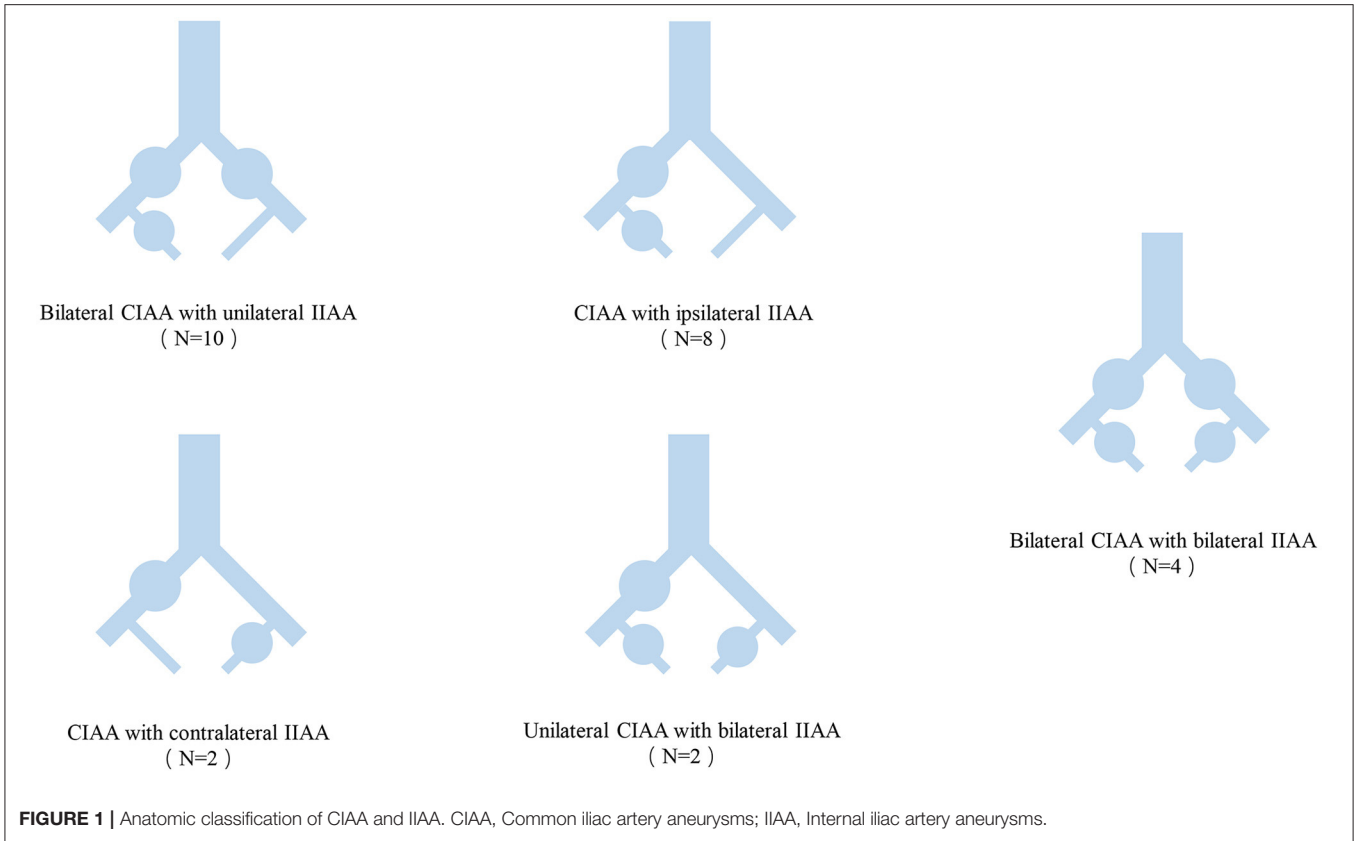 Bilateral CIAA with unilateral IIAA
( N=10 )
CIAA with ipsilateral IIAA
( N=8 )
Bilateral CIAA with bilateral IIAA
( N=4 )
CIAA with contralateral IIAA
( N=2 )
Unilateral CIAA with bilateral IIAA
( N=2 )
FIGURE 1 | Anatomic classification of CIAA and IIAA. CIAA, Common iliac artery aneurysms; IIAA, Internal iliac artery aneurysms.